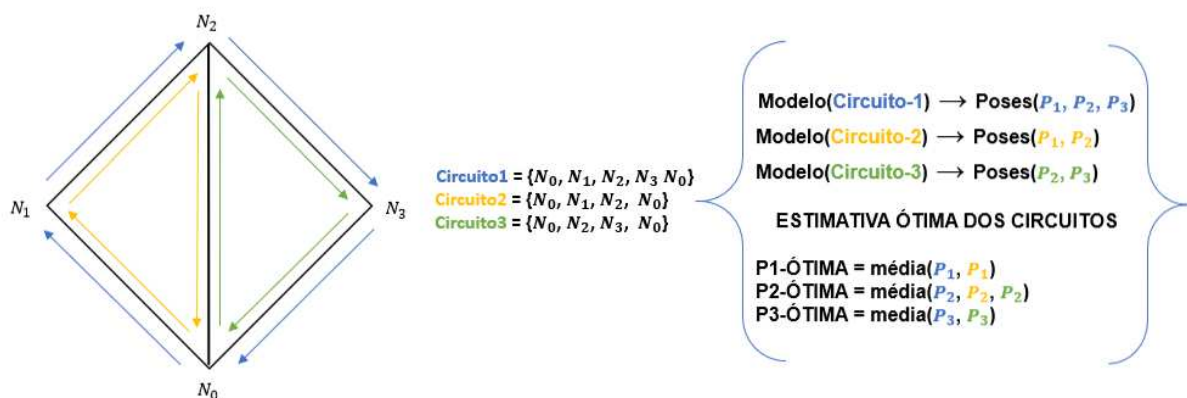 N₂
N₁
N₃
N₀
Circuito1 = {N₀, N₁, N₂, N₃ N₀}
Circuito2 = {N₀, N₁, N₂, N₀}
Circuito3 = {N₀, N₂, N₃, N₀}
Modelo(Circuito-1) → Poses(P₁, P₂, P₃)
Modelo(Circuito-2) → Poses(P₁, P₂)
Modelo(Circuito-3) → Poses(P₂, P₃)
ESTIMATIVA ÓTIMA DOS CIRCUITOS
P1-ÓTIMA = média(P₁, P₁)
P2-ÓTIMA = média(P₂, P₂, P₂)
P3-ÓTIMA = media(P₃, P₃)